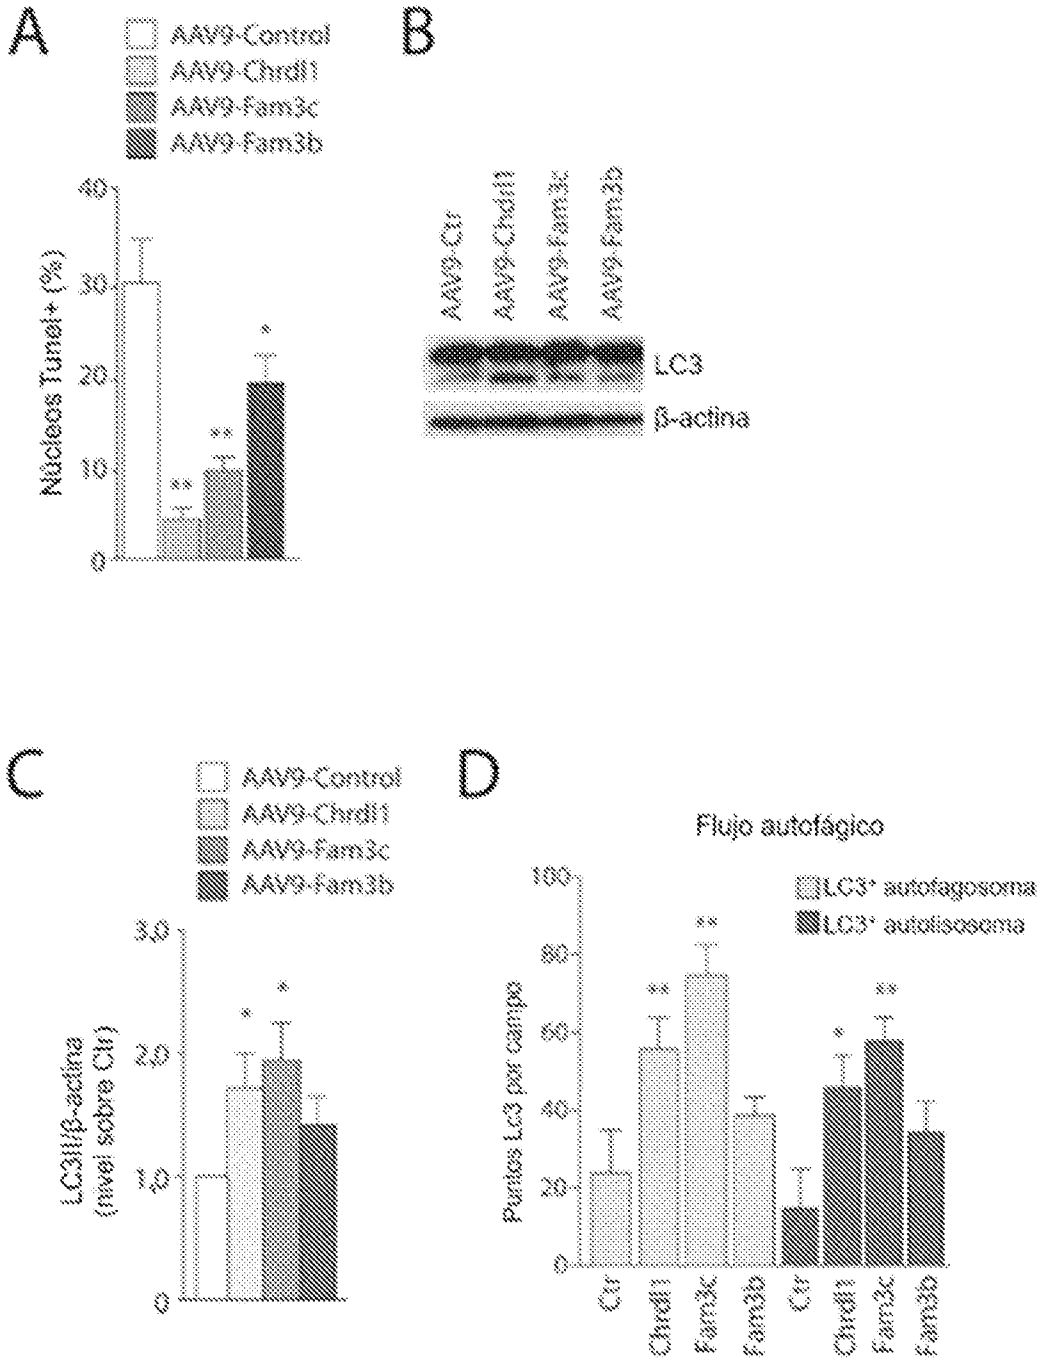 A
AAV9-Control
AAV9-Chrdl1
AAV9-Fam3c
AAV9-Fam3b
Núcleos Tunel+ (%)
40
30
20
10
0
*
**
**
B
AAV9-Ctr
AAV9-Chdrl1
AAV9-Fam3c
AAV9-Fam3b
LC3
β-actina
C
AAV9-Control
AAV9-Chrdl1
AAV9-Fam3c
AAV9-Fam3b
LC3II/β-actina
(nivel sobre Ctr)
3,0
2,0
1,0
0
*
*
D
Flujo autofágico
LC3⁺ autofagosoma
LC3⁺ autolisosoma
Puntos Lc3 por campo
100
80
60
40
20
0
**
**
*
**
Ctr
Chrdl1
Fam3c
Fam3b
Ctr
Chrdl1
Fam3c
Fam3b